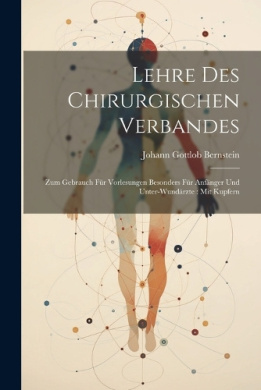 Lehre Des
Chirurgischen
Verbandes
Johann Gottlob Bernstein
Zum Gebrauch Für Vorlesungen Besonders Für Anfänger Und
Unter-Wundärzte : Mit Kupfern